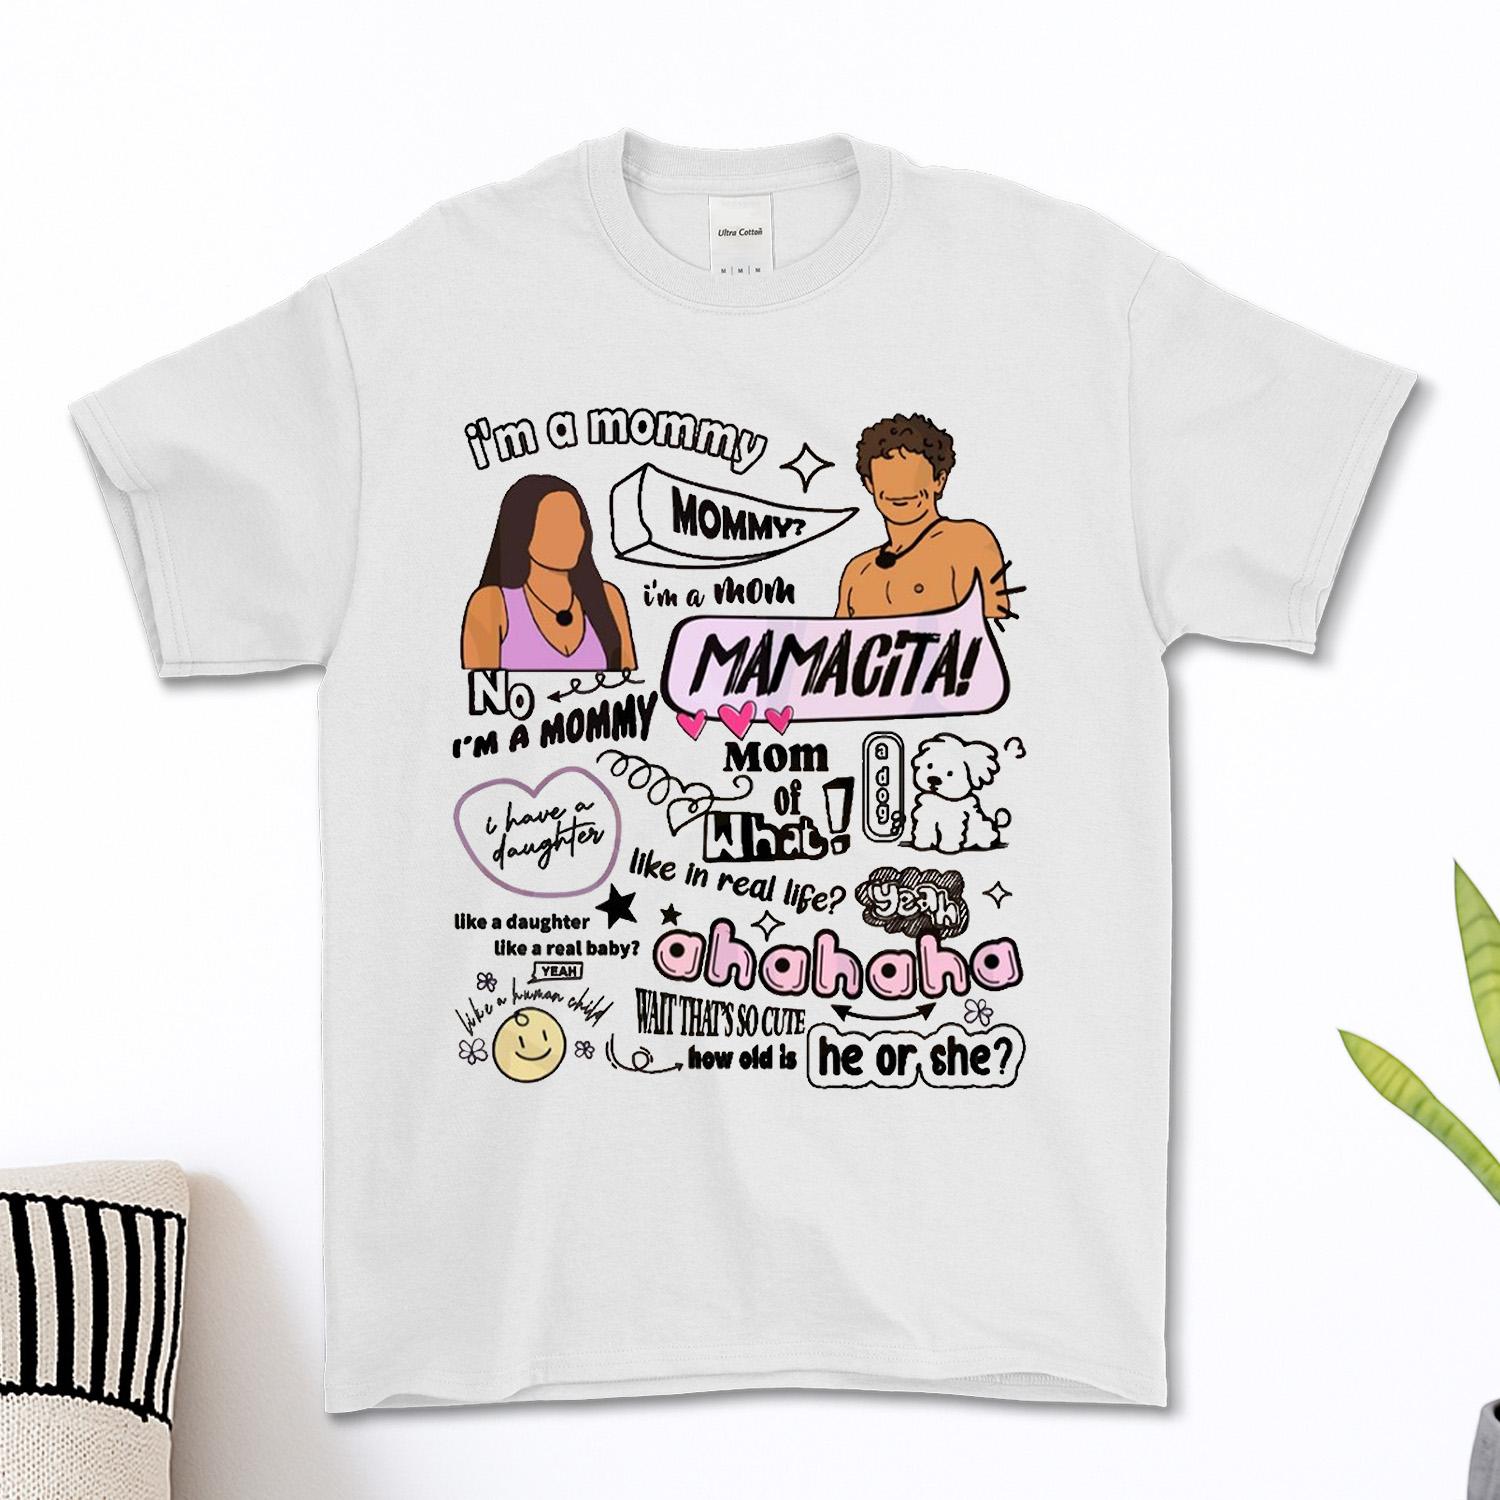 Ultra Cotton
M | M | M
i'm a mommy
MOMMY?
i'm a mom
MAMACiTA!
No
I'M A MOMMY
Mom
of
What!
a dog
i have a
daughter
like in real life?
yeah
like a daughter
like a real baby?
YEAH
ahahaha
like a human child
WAIT THAT'S SO CUTE
how old is
he or she?